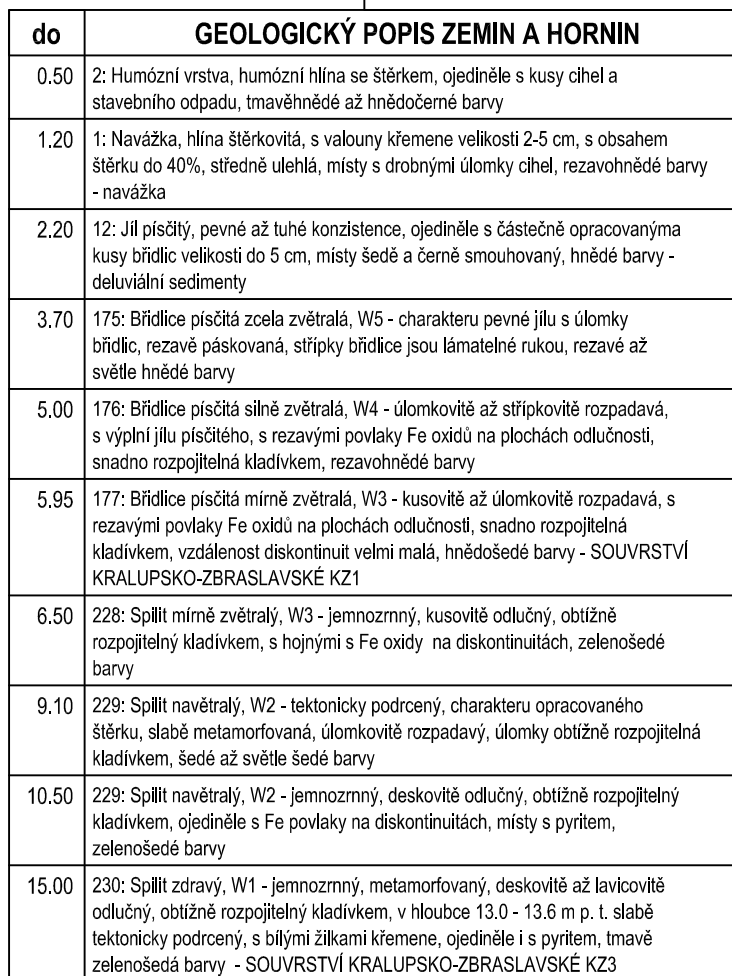 do GEOLOGICKÝ POPIS ZEMIN A HORNIN
0.50 2: Humózní vrstva, humózní hlína se štěrkem, ojediněle s kusy cihel a
stavebního odpadu, tmavěhnědé až hnědočerné barvy
1.20 1: Navážka, hlína štěrkovitá, s valouny křemene velikosti 2-5 cm, s obsahem
štěrku do 40%, středně ulehlá, místy s drobnými úlomky cihel, rezavohnědé barvy
- navážka
2.20 12: Jíl písčitý, pevné až tuhé konzistence, ojediněle s částečně opracovanýma
kusy břidlic velikosti do 5 cm, místy šedě a černě smouhovaný, hnědé barvy -
deluviální sedimenty
3.70 175: Břidlice písčitá zcela zvětralá, W5 - charakteru pevné jílu s úlomky
břidlic, rezavě páskovaná, střípky břidlice jsou lámatelné rukou, rezavé až
světle hnědé barvy
5.00 176: Břidlice písčitá silně zvětralá, W4 - úlomkovitě až střípkovitě rozpadavá,
s výplní jílu písčitého, s rezavými povlaky Fe oxidů na plochách odlučnosti,
snadno rozpojitelná kladívkem, rezavohnědé barvy
5.95 177: Břidlice písčitá mírně zvětralá, W3 - kusovitě až úlomkovitě rozpadavá, s
rezavými povlaky Fe oxidů na plochách odlučnosti, snadno rozpojitelná
kladívkem, vzdálenost diskontinuit velmi malá, hnědošedé barvy - SOUVRSTVÍ
KRALUPSKO-ZBRASLAVSKÉ KZ1
6.50 228: Spilit mírně zvětralý, W3 - jemnozrnný, kusovitě odlučný, obtížně
rozpojitelný kladívkem, s hojnými s Fe oxidy na diskontinuitách, zelenošedé
barvy
9.10 229: Spilit navětralý, W2 - tektonicky podrcený, charakteru opracovaného
štěrku, slabě metamorfovaná, úlomkovitě rozpadavý, úlomky obtížně rozpojitelná
kladívkem, šedé až světle šedé barvy
10.50 229: Spilit navětralý, W2 - jemnozrnný, deskovitě odlučný, obtížně rozpojitelný
kladívkem, ojediněle s Fe povlaky na diskontinuitách, místy s pyritem,
zelenošedé barvy
15.00 230: Spilit zdravý, W1 - jemnozrnný, metamorfovaný, deskovitě až lavicovitě
odlučný, obtížně rozpojitelný kladívkem, v hloubce 13.0 - 13.6 m p. t. slabě
tektonicky podrcený, s bílými žilkami křemene, ojediněle i s pyritem, tmavě
zelenošedá barvy - SOUVRSTVÍ KRALUPSKO-ZBRASLAVSKÉ KZ3